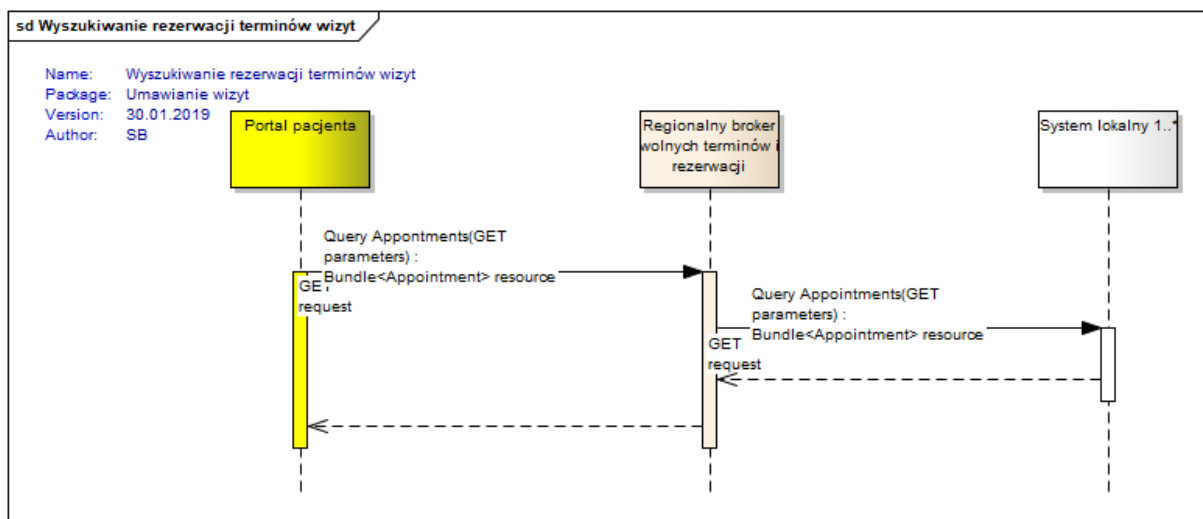 sd Wyszukiwanie rezerwacji terminów wizyt
Name: Wyszukiwanie rezerwacji terminów wizyt
Package: Umawianie wizyt
Version: 30.01.2019
Author: SB
Portal pacjenta
Regionalny broker
wolnych terminów i
rezerwacji
System lokalny 1..*
Query Appontments(GET
parameters) :
Bundle<Appointment> resource
GET
request
Query Appointments(GET
parameters) :
Bundle<Appointment> resource
GET
request